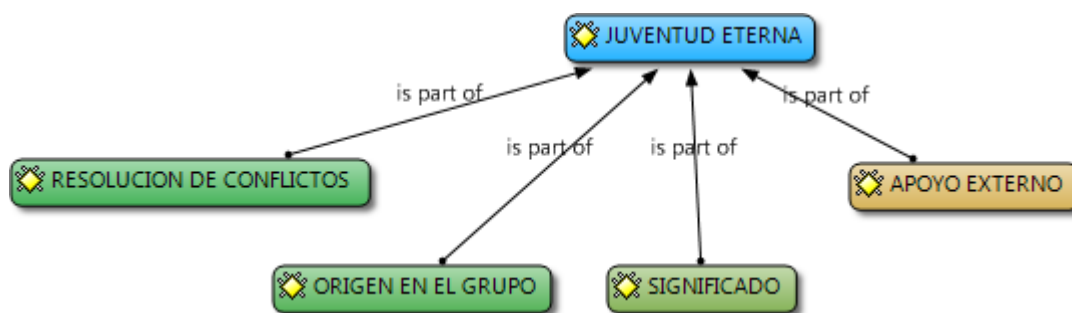 JUVENTUD ETERNA
is part of
is part of
is part of
is part of
RESOLUCION DE CONFLICTOS
APOYO EXTERNO
ORIGEN EN EL GRUPO
SIGNIFICADO